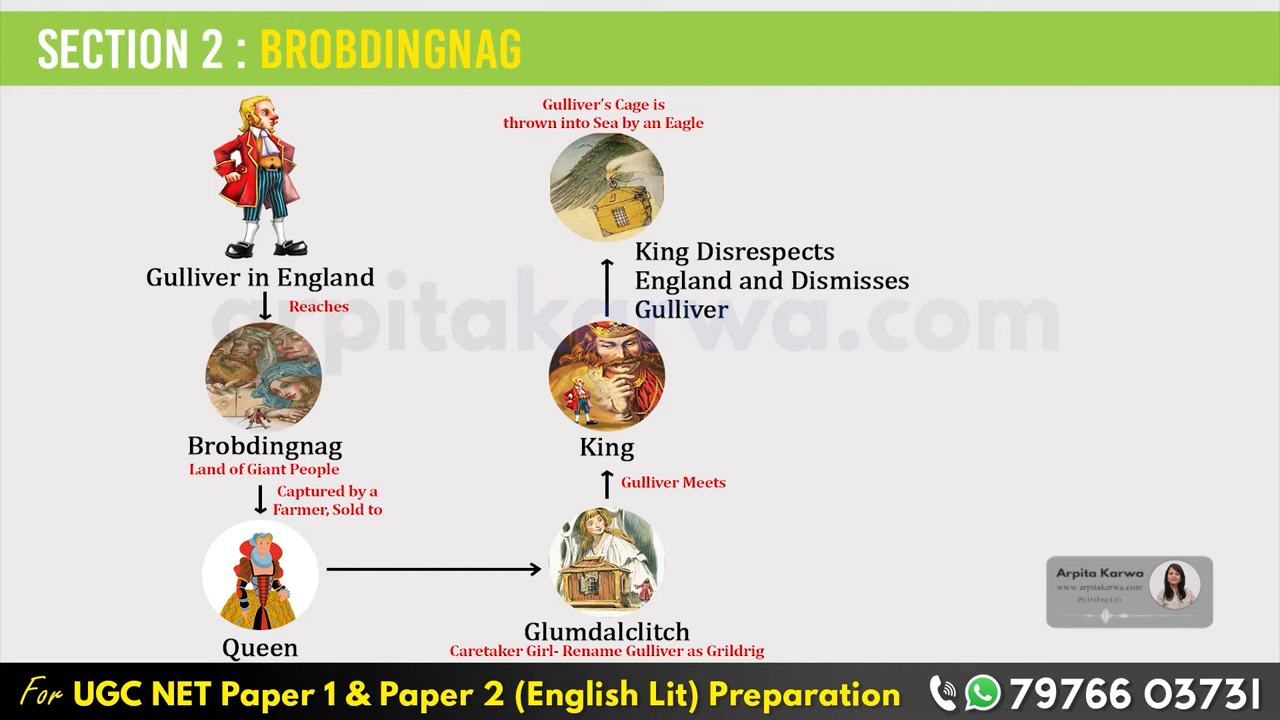 SECTION 2 : BROBDINGNAG
Gulliver in England
Reaches
Brobdingnag
Land of Giant People
Captured by a
Farmer, Sold to
Queen
Glumdalclitch
Caretaker Girl- Rename Gulliver as Grildrig
Gulliver Meets
King
King Disrespects
England and Dismisses
Gulliver
Gulliver's Cage is
thrown into Sea by an Eagle
arpitakarwa.com
Arpita Karwa
www.arpitakarwa.com
Ph.D (Eng Lit)
For UGC NET Paper 1 & Paper 2 (English Lit) Preparation
79766 03731